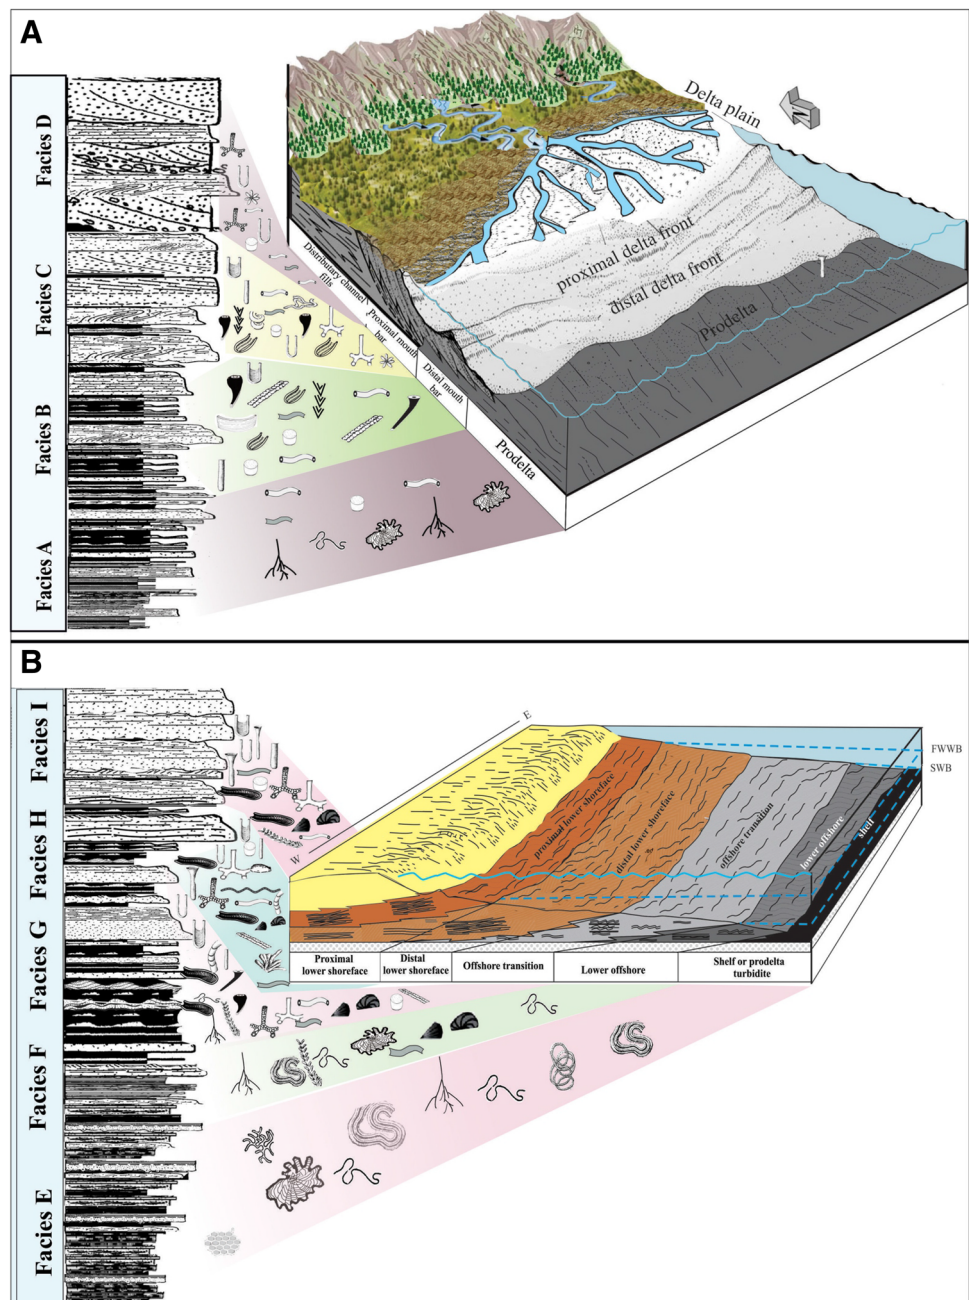 A
Facies D
Facies C
Facies B
Facies A
Delta plain
proximal delta front
distal delta front
Prodelta
Distributary channel
fills
Proximal mouth
bar
Distal mouth
bar
Prodelta
B
Facies I
Facies H
Facies G
Facies F
Facies E
E
W
FWWB
SWB
proximal lower shoreface
distal lower shoreface
offshore transition
lower offshore
shelf
Proximal
lower shoreface
Distal
lower shoreface
Offshore transition
Lower offshore
Shelf or prodelta
turbidite